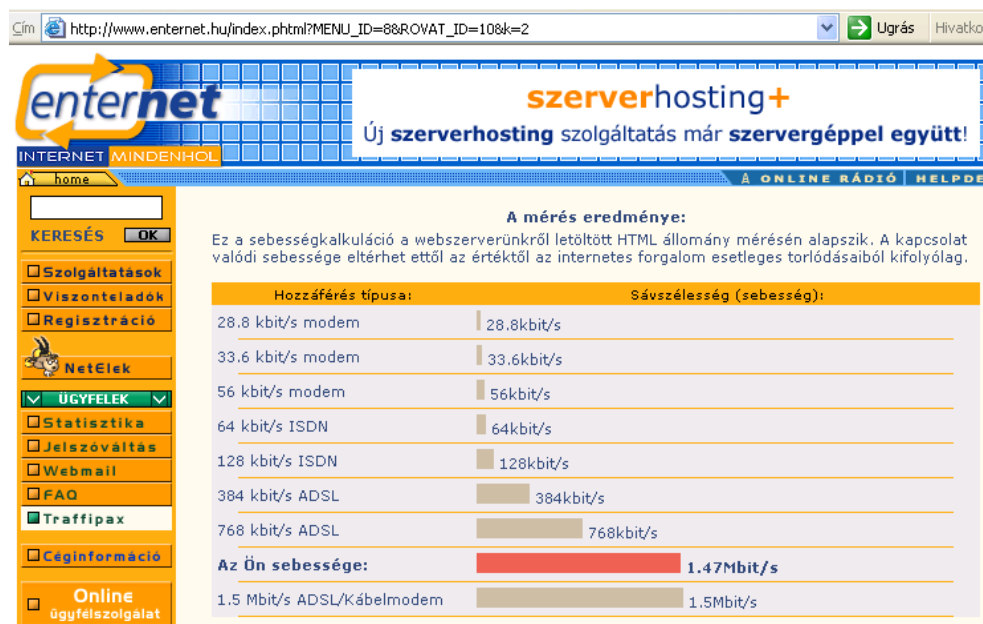 Cím http://www.enternet.hu/index.phtml?MENU_ID=8&ROVAT_ID=10&k=2 Ugrás
enternet
INTERNET MINDENHOL
szerverhosting+
Új szerverhosting szolgáltatás már szervergéppel együtt!
home
ONLINE RÁDIÓ
KERESÉS OK
Szolgáltatások
Viszonteladók
Regisztráció
NetElek
ÜGYFELEK
Statisztika
Jelszóváltás
Webmail
FAQ
Traffipax
Céginformáció
Online
ügyfélszolgálat
A mérés eredménye:
Ez a sebességkalkuláció a webszerverünkről letöltött HTML állomány mérésén alapszik. A kapcsolat
valódi sebessége eltérhet ettől az értéktől az internetes forgalom esetleges torlódásaiból kifolyólag.
Hozzáférés típusa: Sávszélesség (sebesség):
28.8 kbit/s modem 28.8kbit/s
33.6 kbit/s modem 33.6kbit/s
56 kbit/s modem 56kbit/s
64 kbit/s ISDN 64kbit/s
128 kbit/s ISDN 128kbit/s
384 kbit/s ADSL 384kbit/s
768 kbit/s ADSL 768kbit/s
Az Ön sebessége: 1.47Mbit/s
1.5 Mbit/s ADSL/Kábelmodem 1.5Mbit/s